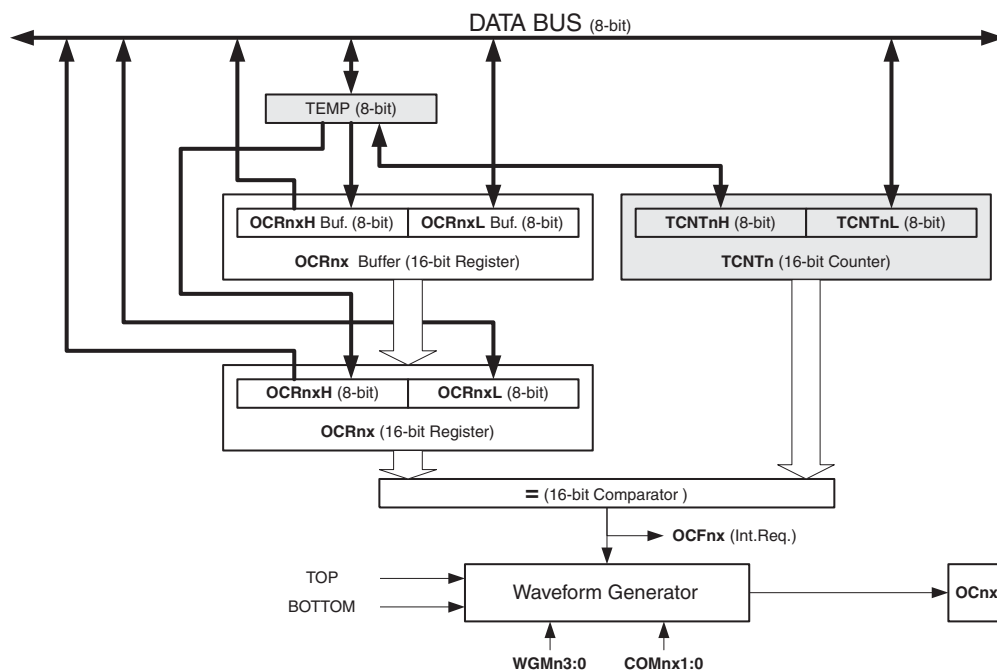 DATA BUS (8-bit)
TEMP (8-bit)
OCRnxH Buf. (8-bit) OCRnxL Buf. (8-bit)
OCRnx Buffer (16-bit Register)
TCNTnH (8-bit) TCNTnL (8-bit)
TCNTn (16-bit Counter)
OCRnxH (8-bit) OCRnxL (8-bit)
OCRnx (16-bit Register)
= (16-bit Comparator )
OCFnx (Int.Req.)
TOP
BOTTOM
Waveform Generator
OCnx
WGMn3:0 COMnx1:0